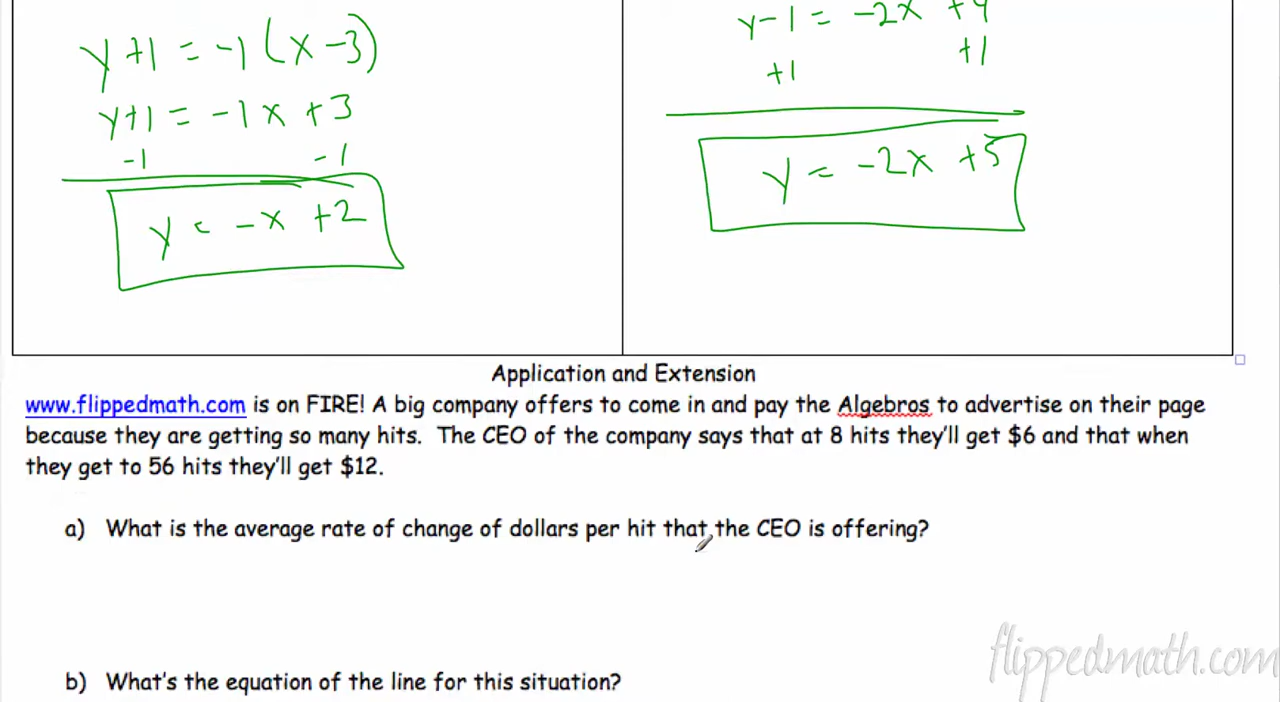 y+1 = -1(x-3)
y+1 = -1x +3
-1 -1
y = -x +2
y-1 = -2x +4
+1 +1
y = -2x +5
Application and Extension
www.flippedmath.com is on FIRE! A big company offers to come in and pay the Algebros to advertise on their page
because they are getting so many hits. The CEO of the company says that at 8 hits they'll get $6 and that when
they get to 56 hits they'll get $12.
a) What is the average rate of change of dollars per hit that the CEO is offering?
b) What's the equation of the line for this situation?
flippedmath.com